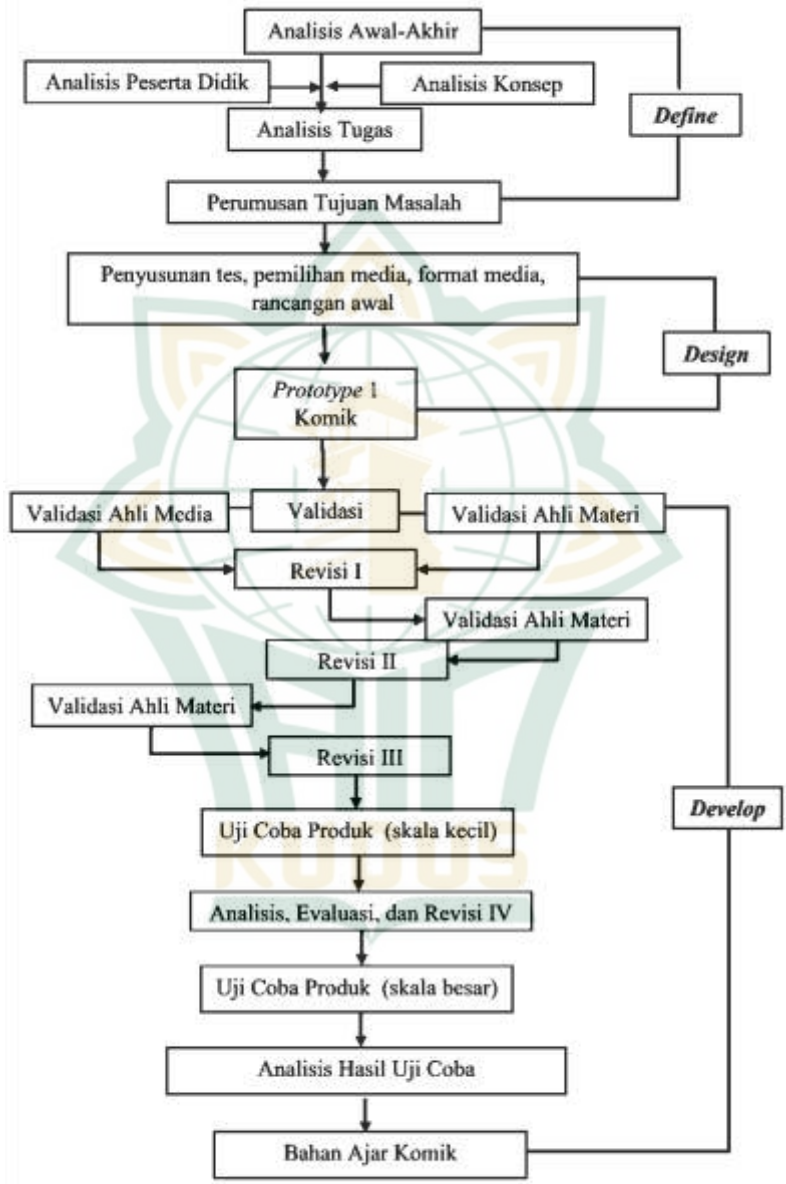 Analisis Awal-Akhir
Analisis Peserta Didik
Analisis Konsep
Define
Analisis Tugas
Perumusan Tujuan Masalah
Penyusunan tes, pemilihan media, format media,
rancangan awal
Design
Prototype 1
Komik
Validasi Ahli Media
Validasi
Validasi Ahli Materi
Revisi I
Validasi Ahli Materi
Revisi II
Validasi Ahli Materi
Revisi III
Develop
Uji Coba Produk (skala kecil)
KUDUS
Analisis, Evaluasi, dan Revisi IV
Uji Coba Produk (skala besar)
Analisis Hasil Uji Coba
Bahan Ajar Komik